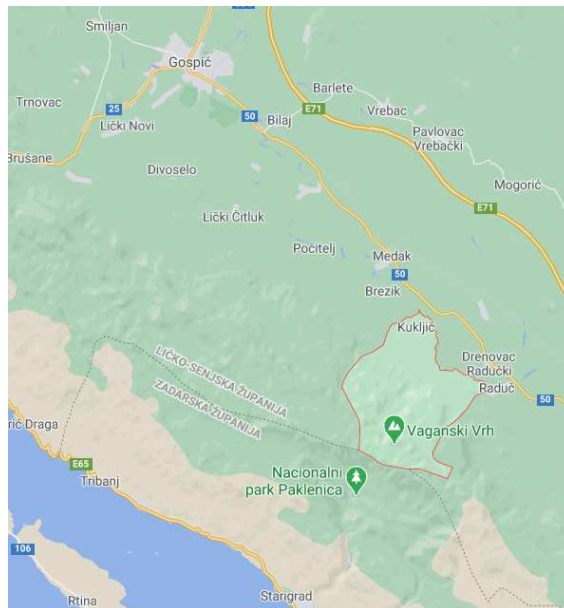 Smiljan
Gospić
Barlete
Trnovac
25
50
Bilaj
E71
Vrebac
Lički Novi
Pavlovac
Vrebački
Brušane
Divoselo
Mogorić
Lički Čitluk
E71
Počitelj
Medak
50
Brezik
Kukljić
LIČKO-SENJSKA ŽUPANIJA
ZADARSKA ŽUPANIJA
Drenovac
Radučki
Raduč
50
rić Draga
Vaganski Vrh
E65
Tribanj
Nacionalni
park Paklenica
106
Rtina
Starigrad